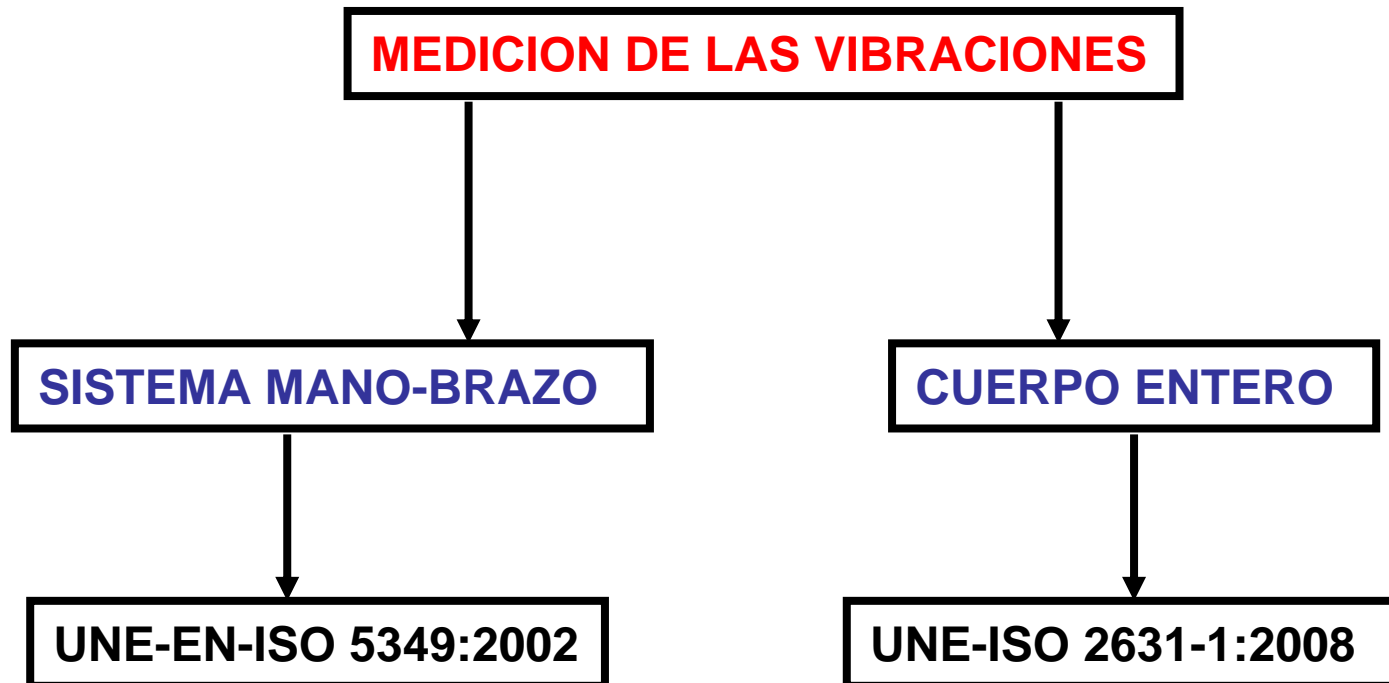 MEDICION DE LAS VIBRACIONES
SISTEMA MANO-BRAZO
CUERPO ENTERO
UNE-EN-ISO 5349:2002
UNE-ISO 2631-1:2008